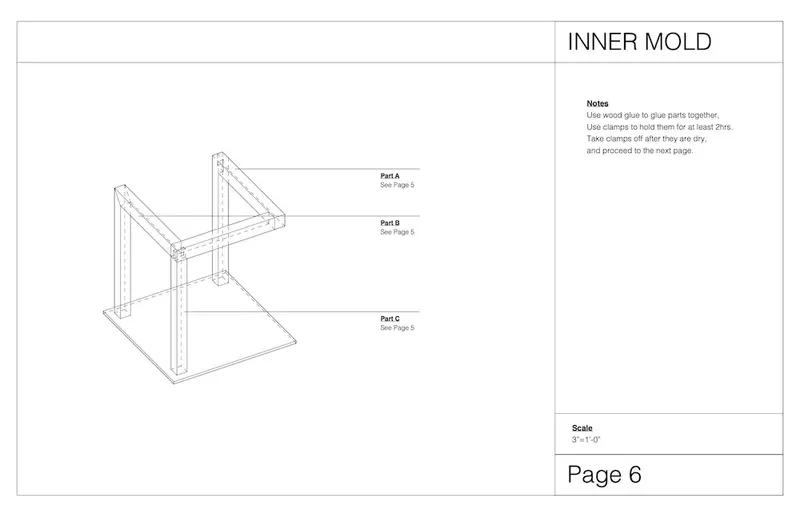 INNER MOLD
Notes
Use wood glue to glue parts together,
Use clamps to hold them for at least 2hrs.
Take clamps off after they are dry,
and proceed to the next page.
Part A
See Page 5
Part B
See Page 5
Part C
See Page 5
Scale
3"=1'-0"
Page 6